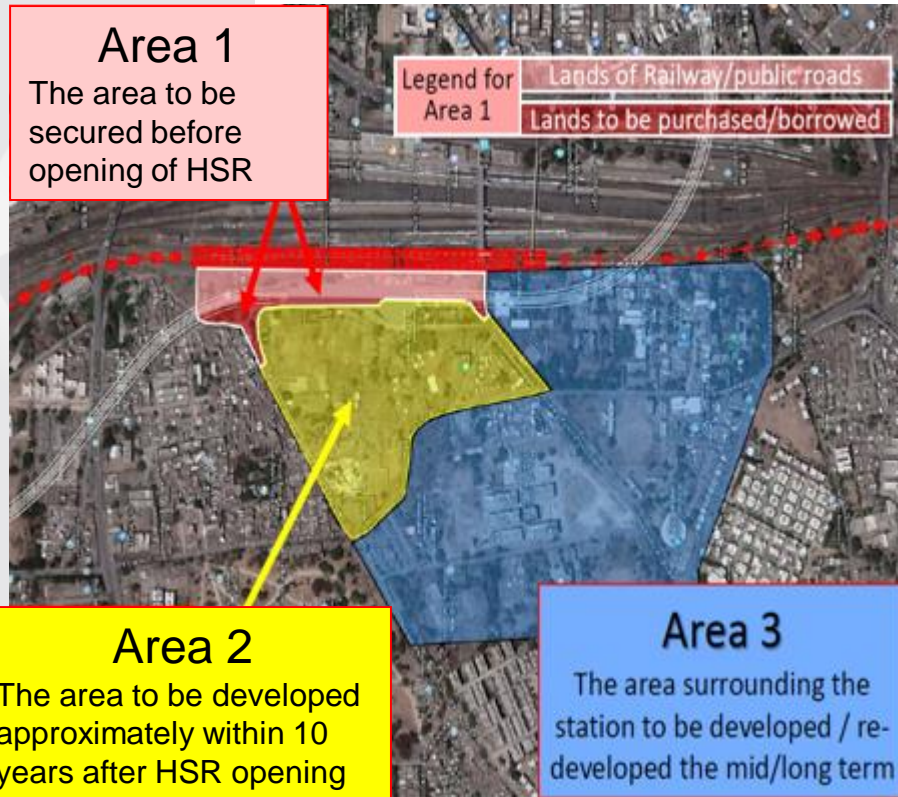 Area 1
The area to be
secured before
opening of HSR
Legend for
Area 1
Lands of Railway/public roads
Lands to be purchased/borrowed
Area 2
The area to be developed
approximately within 10
years after HSR opening
Area 3
The area surrounding the
station to be developed / re-
developed the mid/long term